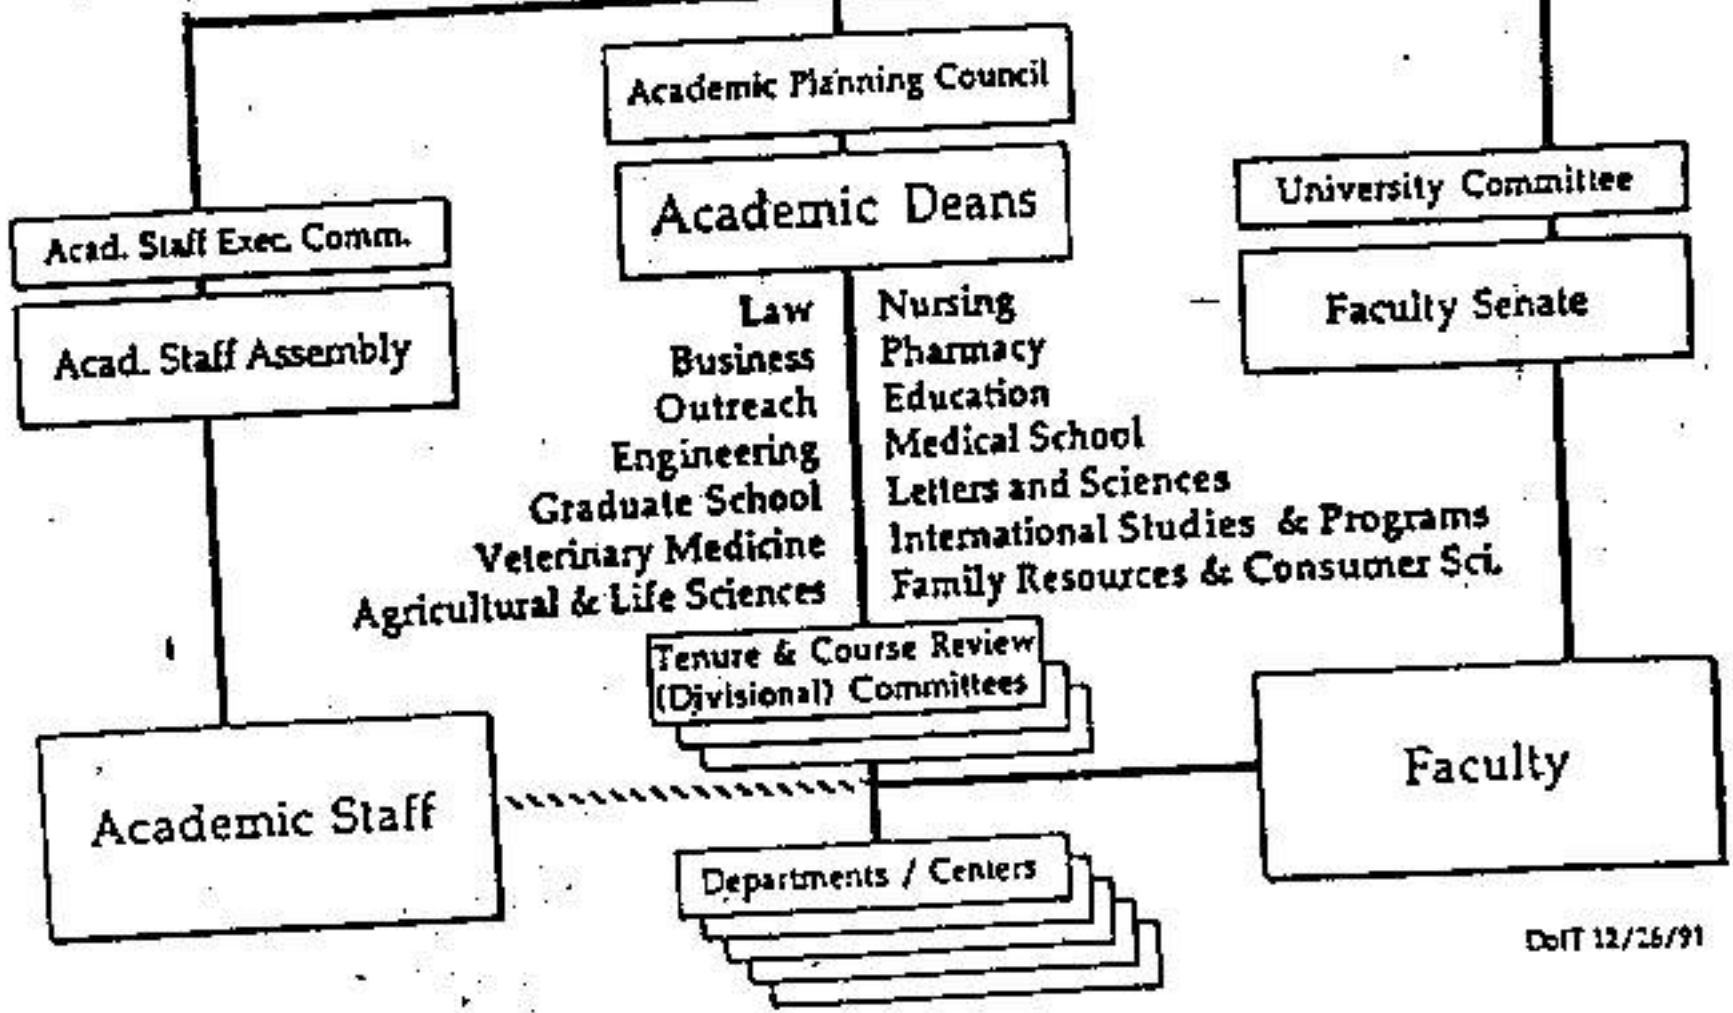 Academic Planning Council
Academic Deans
University Committee
Acad. Staff Exec. Comm.
Faculty Senate
Acad. Staff Assembly
Law
Business
Outreach
Engineering
Graduate School
Veterinary Medicine
Agricultural & Life Sciences
Nursing
Pharmacy
Education
Medical School
Letters and Sciences
International Studies & Programs
Family Resources & Consumer Sci.
Tenure & Course Review
(Divisional) Committees
Academic Staff
Faculty
Departments / Centers
DoIT 12/26/91